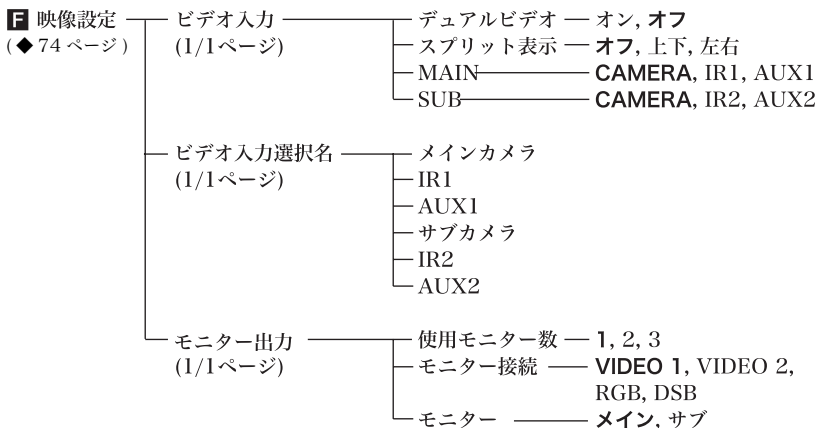 F 映像設定 ビデオ入力 デュアルビデオ オン, オフ
(◆74 ページ) (1/1ページ) スプリット表示 オフ, 上下, 左右
MAIN CAMERA, IR1, AUX1
SUB CAMERA, IR2, AUX2
ビデオ入力選択名 メインカメラ
(1/1ページ) IR1
AUX1
サブカメラ
IR2
AUX2
モニター出力 使用モニター数 1, 2, 3
(1/1ページ) モニター接続 VIDEO 1, VIDEO 2,
RGB, DSB
モニター メイン, サブ